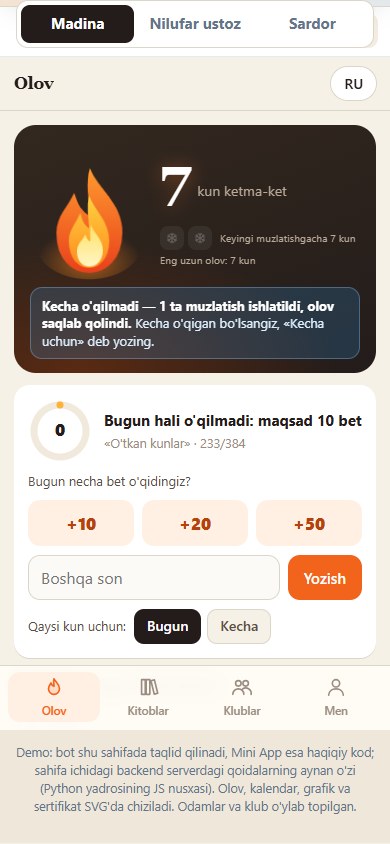 Madina
Nilufar ustoz
Sardor
Olov
RU
7 kun ketma-ket
Keyingi muzlatishgacha 7 kun
Eng uzun olov: 7 kun
Kecha o'qilmadi — 1 ta muzlatish ishlatildi, olov
saqlab qolindi. Kecha o'qigan bo'lsangiz, «Kecha
uchun» deb yozing.
0
Bugun hali o'qilmadi: maqsad 10 bet
«O'tkan kunlar» · 233/384
Bugun necha bet o'qidingiz?
+10
+20
+50
Boshqa son
Yozish
Qaysi kun uchun:
Bugun
Kecha
Olov
Kitoblar
Klublar
Men
Demo: bot shu sahifada taqlid qilinadi, Mini App esa haqiqiy kod;
sahifa ichidagi backend serverdagi qoidalarning aynan o'zi
(Python yadrosining JS nusxasi). Olov, kalendar, grafik va
sertifikat SVG'da chiziladi. Odamlar va klub o'ylab topilgan.